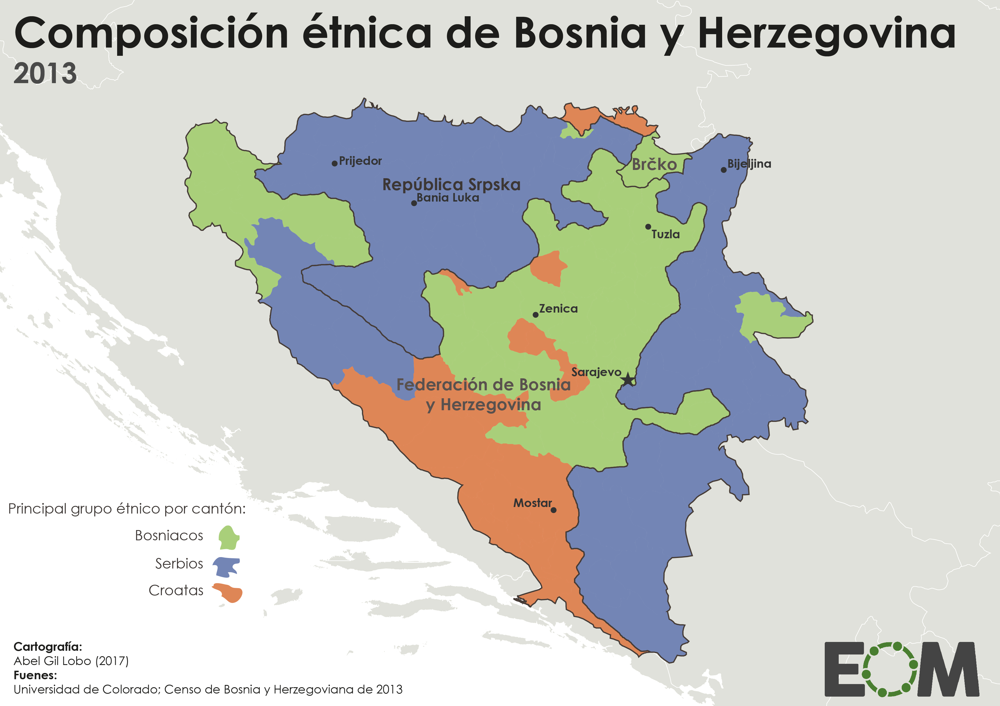 Composición étnica de Bosnia y Herzegovina
2013
Prijedor
República Srpska
Bania Luka
Brčko
Bijeljina
Tuzla
Zenica
Sarajevo
Federación de Bosnia
y Herzegovina
Mostar
Principal grupo étnico por cantón:
Bosniacos
Serbios
Croatas
Cartografía:
Abel Gil Lobo (2017)
Fuenes:
Universidad de Colorado; Censo de Bosnia y Herzegoviana de 2013
EOM